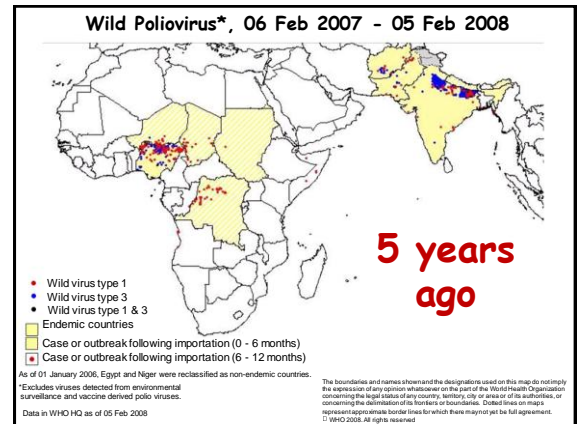 Wild Poliovirus*, 06 Feb 2007 - 05 Feb 2008
5 years
ago
Wild virus type 1
Wild virus type 3
Wild virus type 1 & 3
Endemic countries
Case or outbreak following importation (0 - 6 months)
Case or outbreak following importation (6 - 12 months)
As of 01 January 2006, Egypt and Niger were reclassified as non-endemic countries.
*Excludes viruses detected from environmental
surveillance and vaccine derived polio viruses.
Data in WHO HQ as of 05 Feb 2008
The boundaries and names shown and the designations used on this map do not imply
the expression of any opinion whatsoever on the part of the World Health Organization
concerning the legal status of any country, territory, city or area or of its authorities, or
concerning the delimitation of its frontiers or boundaries. Dotted lines on maps
represent approximate border lines for which there may not yet be full agreement.
WHO 2008. All rights reserved